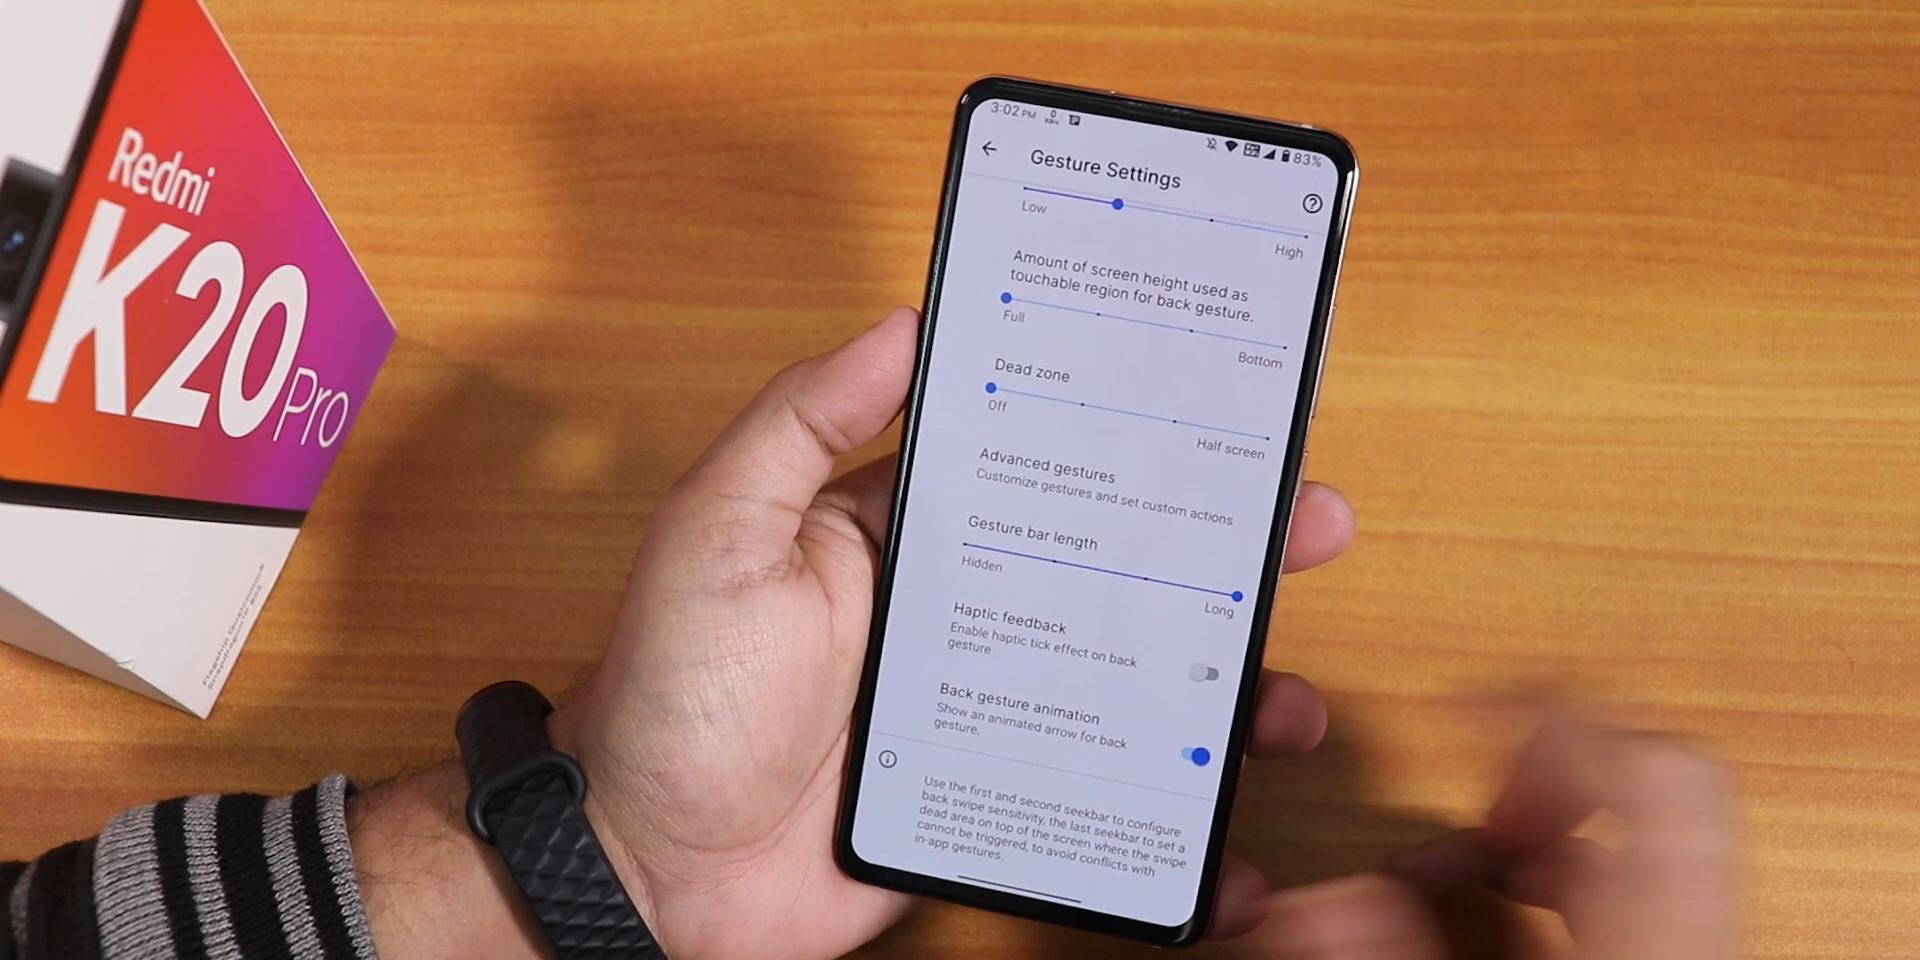 Redmi
K20 Pro
3:02 PM
83%
Gesture Settings
Low
High
Amount of screen height used as
touchable region for back gesture.
Full
Bottom
Dead zone
Off
Half screen
Advanced gestures
Customize gestures and set custom actions
Gesture bar length
Hidden
Long
Haptic feedback
Enable haptic tick effect on back
gesture
Back gesture animation
Show an animated arrow for back
gesture.
Use the first and second seekbar to configure
back swipe sensitivity, the last seekbar to set a
dead area on top of the screen where the swipe
cannot be triggered, to avoid conflicts with
in-app gestures.